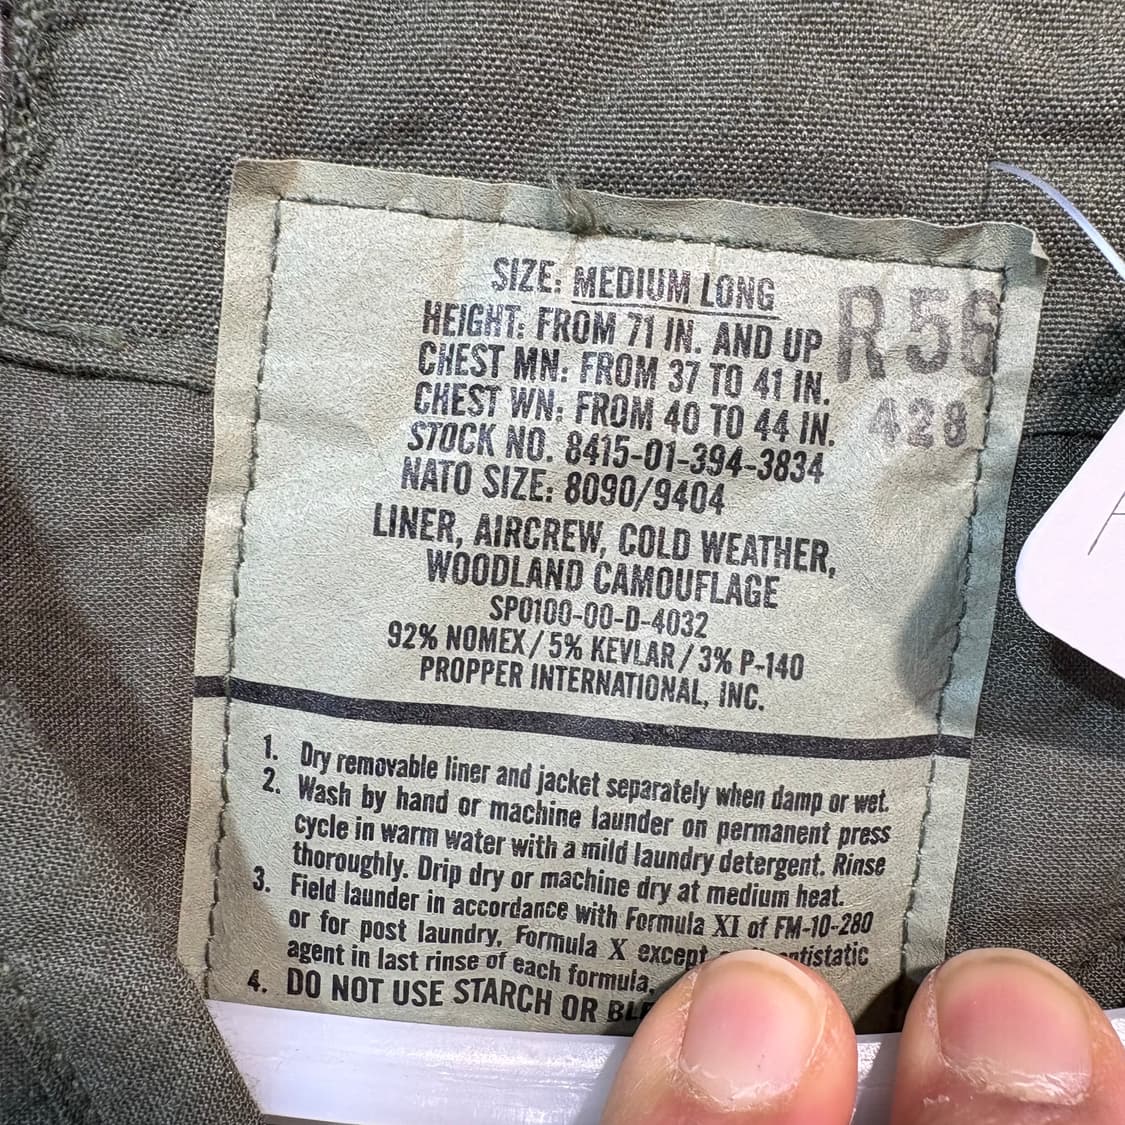 SIZE: MEDIUM LONG
HEIGHT: FROM 71 IN. AND UP
CHEST MN: FROM 37 TO 41 IN.
CHEST WN: FROM 40 TO 44 IN.
STOCK NO. 8415-01-394-3834
NATO SIZE: 8090/9404
R 56
428
LINER, AIRCREW, COLD WEATHER,
WOODLAND CAMOUFLAGE
SP0100-00-D-4032
92% NOMEX/5% KEVLAR/3% P-140
PROPPER INTERNATIONAL, INC.
1. Dry removable liner and jacket separately when damp or wet.
2. Wash by hand or machine launder on permanent press
cycle in warm water with a mild laundry detergent. Rinse
thoroughly. Drip dry or machine dry at medium heat.
3. Field launder in accordance with Formula XI of FM-10-280
or for post laundry, Formula X except
agent in last rinse of each formula.
4. DO NOT USE STARCH OR